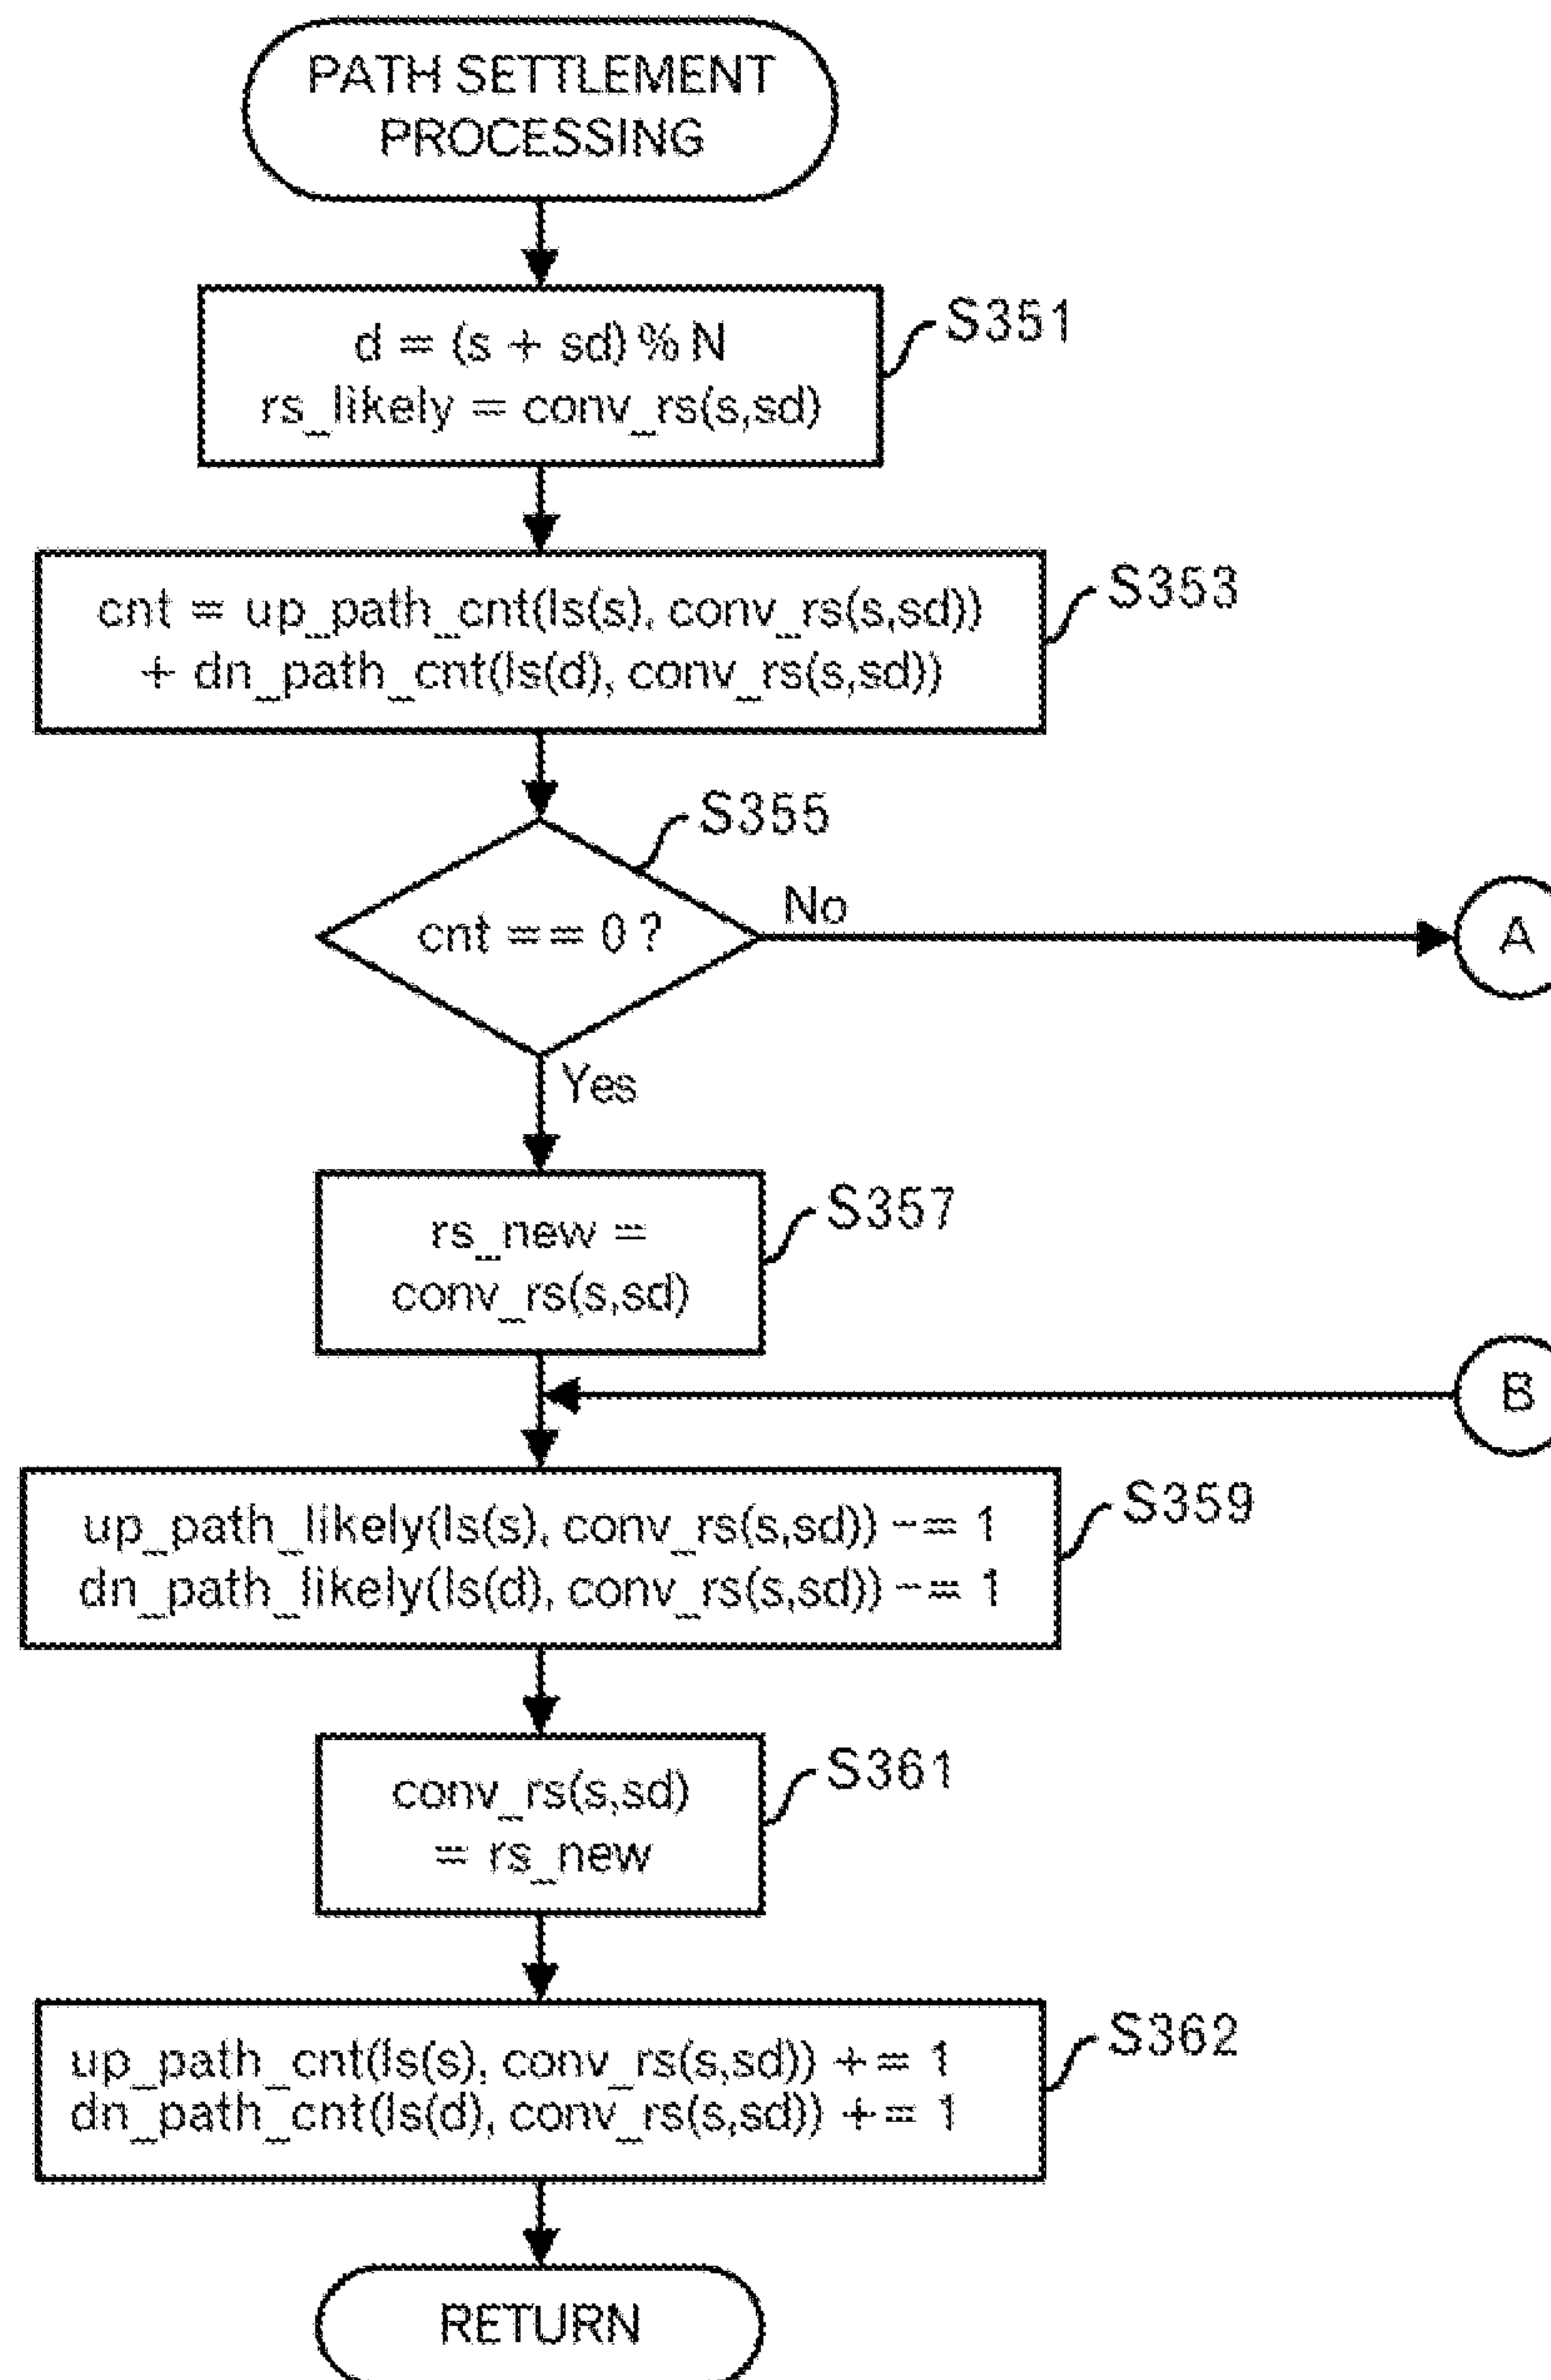 PATH SETTLEMENT
PROCESSING
d = (s + sd) % N
rs_likely = conv_rs(s,sd)
S351
cnt = up_path_cnt(ls(s), conv_rs(s,sd))
+ dn_path_cnt(ls(d), conv_rs(s,sd))
S353
S355
cnt == 0 ?
No
A
Yes
rs_new =
conv_rs(s,sd)
S357
B
up_path_likely(ls(s), conv_rs(s,sd)) -= 1
dn_path_likely(ls(d), conv_rs(s,sd)) -= 1
S359
conv_rs(s,sd)
= rs_new
S361
up_path_cnt(ls(s), conv_rs(s,sd)) += 1
dn_path_cnt(ls(d), conv_rs(s,sd)) += 1
S362
RETURN